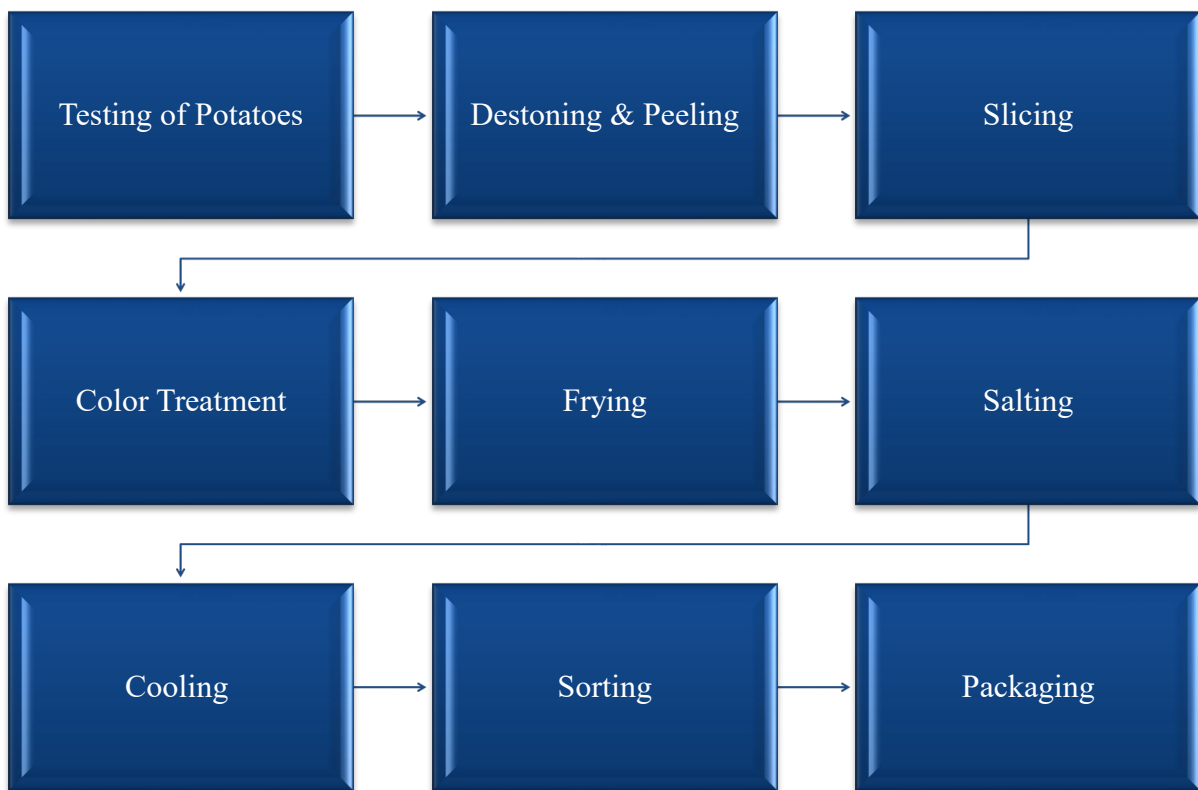 Testing of Potatoes
Destoning & Peeling
Slicing
Color Treatment
Frying
Salting
Cooling
Sorting
Packaging